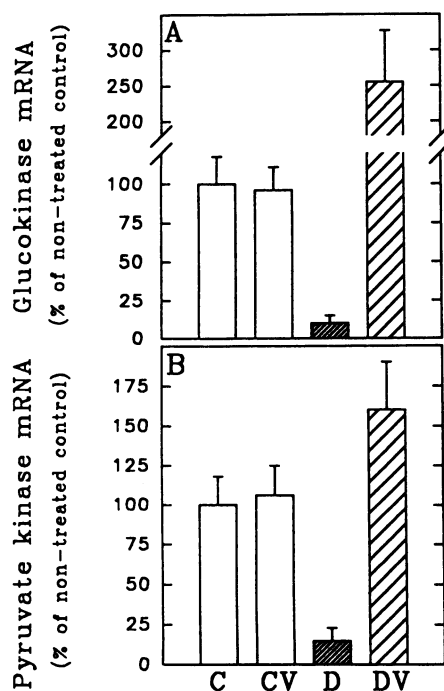 A
Glucokinase mRNA
(% of non-treated control)
300
250
200
100
75
50
25
0
B
Pyruvate kinase mRNA
(% of non-treated control)
175
150
125
100
75
50
25
0
C CV D DV